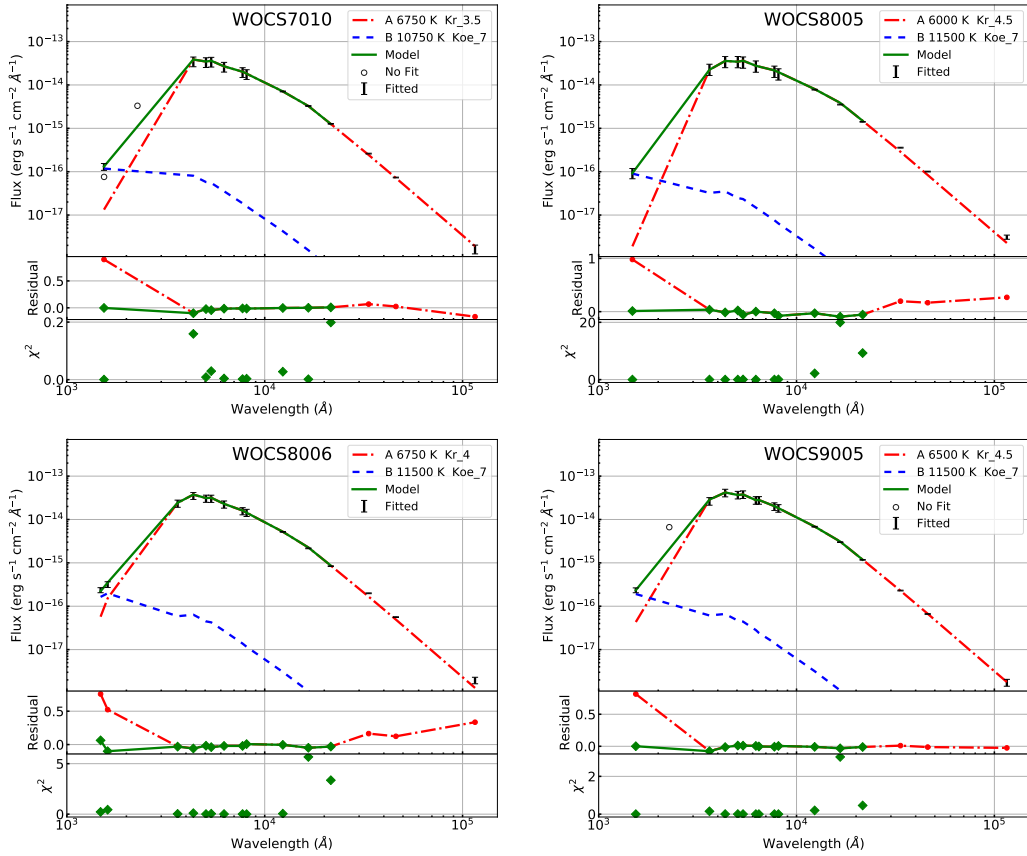 WOCS7010
A 6750 K Kr_3.5
B 10750 K Koe_7
Model
No Fit
Fitted
Flux (erg s⁻¹ cm⁻² Å⁻¹)
10⁻¹³
10⁻¹⁴
10⁻¹⁵
10⁻¹⁶
10⁻¹⁷
Residual
0.5
0.0
χ²
0.2
0.0
10³
10⁴
10⁵
Wavelength (Å)
WOCS8005
A 6000 K Kr_4.5
B 11500 K Koe_7
Model
No Fit
Fitted
Flux (erg s⁻¹ cm⁻² Å⁻¹)
10⁻¹³
10⁻¹⁴
10⁻¹⁵
10⁻¹⁶
10⁻¹⁷
Residual
1
0
χ²
20
0
10³
10⁴
10⁵
Wavelength (Å)
WOCS8006
A 6750 K Kr_4
B 11500 K Koe_7
Model
Fitted
Flux (erg s⁻¹ cm⁻² Å⁻¹)
10⁻¹³
10⁻¹⁴
10⁻¹⁵
10⁻¹⁶
10⁻¹⁷
Residual
0.5
0.0
χ²
5
0
10³
10⁴
10⁵
Wavelength (Å)
WOCS9005
A 6500 K Kr_4.5
B 11500 K Koe_7
Model
No Fit
Fitted
Flux (erg s⁻¹ cm⁻² Å⁻¹)
10⁻¹³
10⁻¹⁴
10⁻¹⁵
10⁻¹⁶
10⁻¹⁷
Residual
0.5
0.0
χ²
2
0
10³
10⁴
10⁵
Wavelength (Å)